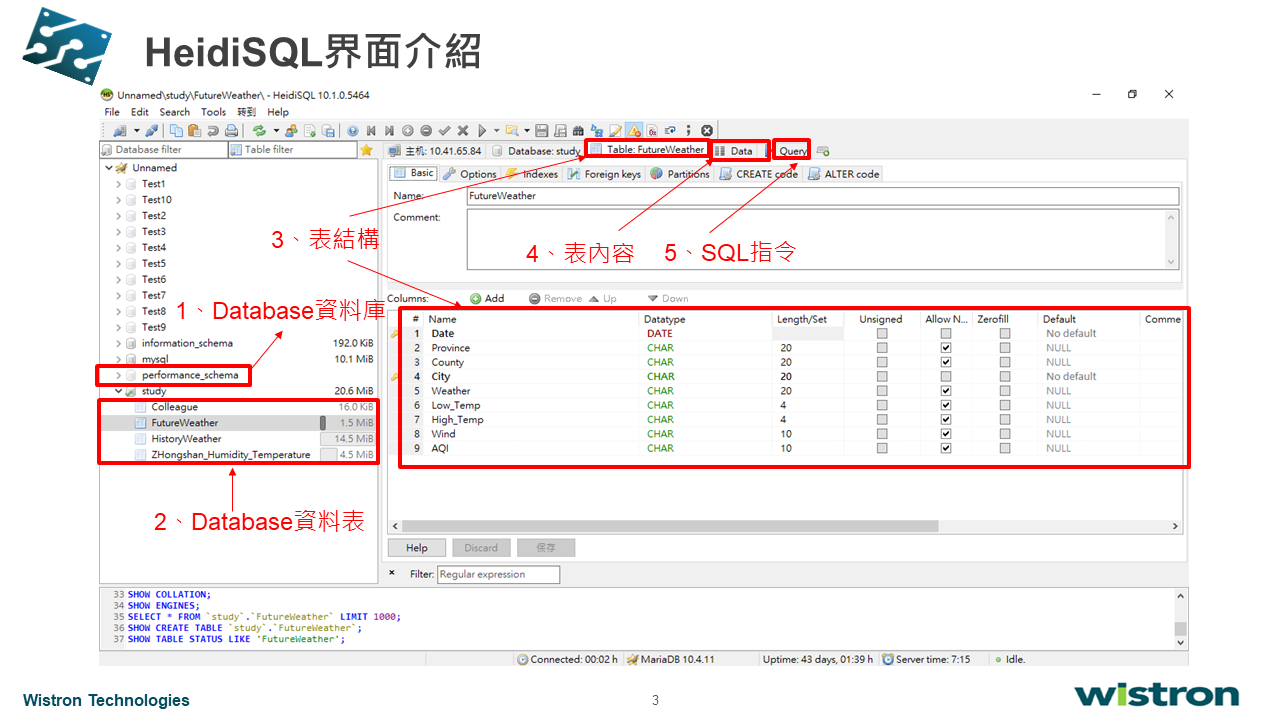 HeidiSQL界面介紹
Unnamed\study\FutureWeather\ - HeidiSQL 10.1.0.5464
File Edit Search Tools 转到 Help
Database filter Table filter 主机: 10.41.65.84 Database: study Table: FutureWeather Data Query
Unnamed
Test1
Test10
Test2
Test3
Test4
Test5
Test6
Test7
Test8
Test9
information_schema 192.0 KiB
mysql 10.1 MiB
performance_schema
study 20.6 MiB
Colleague 16.0 KiB
FutureWeather 1.5 MiB
HistoryWeather 14.5 MiB
ZHongshan_Humidity_Temperature 4.5 MiB
1、Database資料庫
2、Database資料表
Basic Options Indexes Foreign keys Partitions CREATE code ALTER code
Name: FutureWeather
Comment:
3、表結構
4、表內容
5、SQL指令
Columns: Add Remove Up Down
# Name Datatype Length/Set Unsigned Allow N... Zerofill Default Comme
1 Date DATE No default
2 Province CHAR 20 NULL
3 County CHAR 20 NULL
4 City CHAR 20 No default
5 Weather CHAR 20 NULL
6 Low_Temp CHAR 4 NULL
7 High_Temp CHAR 4 NULL
8 Wind CHAR 10 NULL
9 AQI CHAR 10 NULL
Help Discard 保存
× Filter: Regular expression
33 SHOW COLLATION;
34 SHOW ENGINES;
35 SELECT * FROM `study`.`FutureWeather` LIMIT 1000;
36 SHOW CREATE TABLE `study`.`FutureWeather`;
37 SHOW TABLE STATUS LIKE 'FutureWeather';
Connected: 00:02 h MariaDB 10.4.11 Uptime: 43 days, 01:39 h Server time: 7:15 Idle.
Wistron Technologies
3
wistron